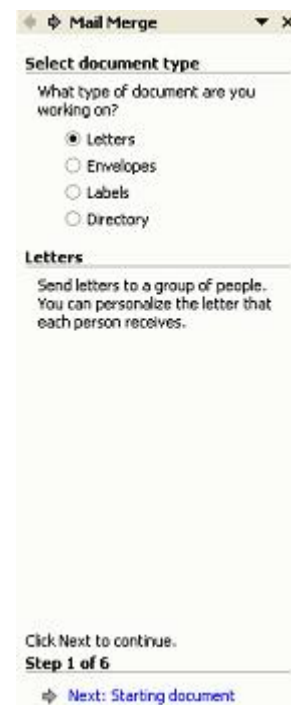 Mail Merge
Select document type
What type of document are you
working on?
Letters
Envelopes
Labels
Directory
Letters
Send letters to a group of people.
You can personalize the letter that
each person receives.
Click Next to continue.
Step 1 of 6
Next: Starting document